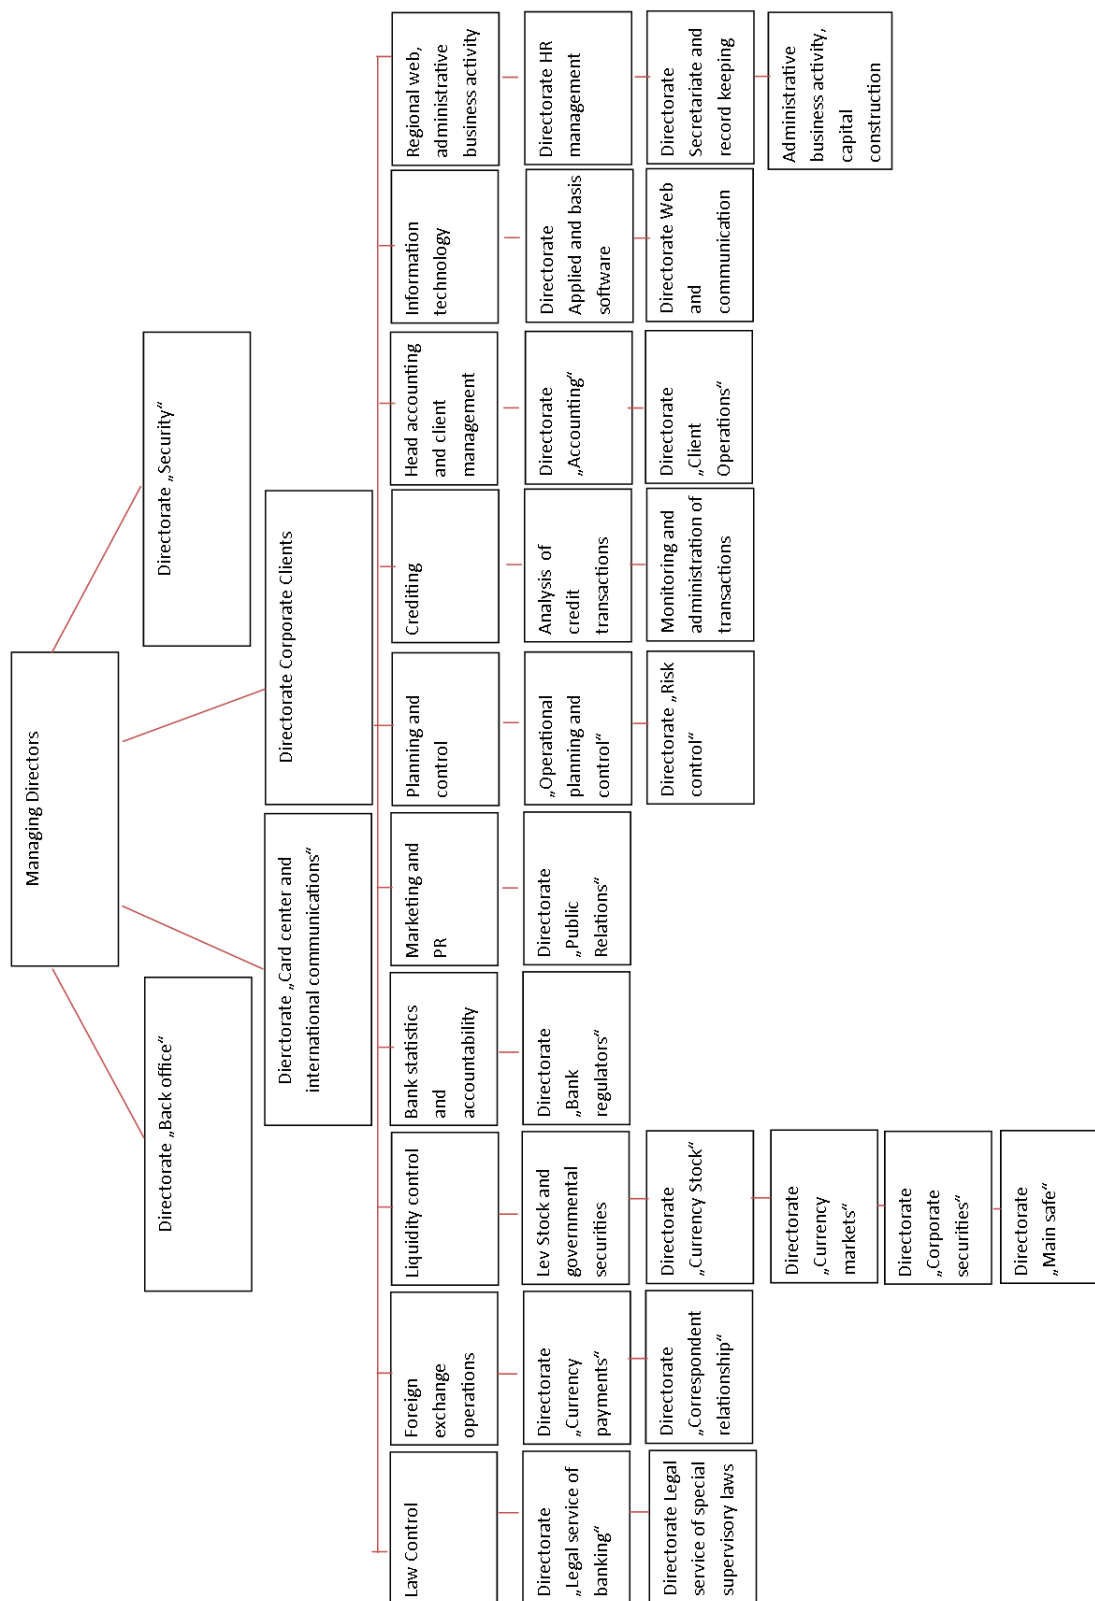 Managing Directors
Directorate „Back office“
Directorate „Security“
Dierctorate „Card center and
international communications“
Directorate Corporate Clients
Law Control
Foreign
exchange
operations
Liquidity control
Bank statistics
and
accountability
Marketing and
PR
Planning and
control
Crediting
Head accounting
and client
management
Information
technology
Regional web,
administrative
business activity
Directorate
„Legal service of
banking“
Directorate
„Currency
payments“
Lev Stock and
governmental
securities
Directorate
„Bank
regulators“
Directorate
„Public
Relations“
„Operational
planning and
control“
Analysis of
credit
transactions
Directorate
„Accounting“
Directorate
Applied and basis
software
Directorate HR
management
Directorate Legal
service of special
supervisory laws
Directorate
„Correspondent
relationship“
Directorate
„Currency Stock“
Directorate „Risk
control“
Monitoring and
administration of
transactions
Directorate
„Client
Operations“
Directorate Web
and
communication
Directorate
Secretariate and
record keeping
Directorate
„Currency
markets“
Administrative
business activity,
capital
construction
Directorate
„Corporate
securities“
Directorate
„Main safe“